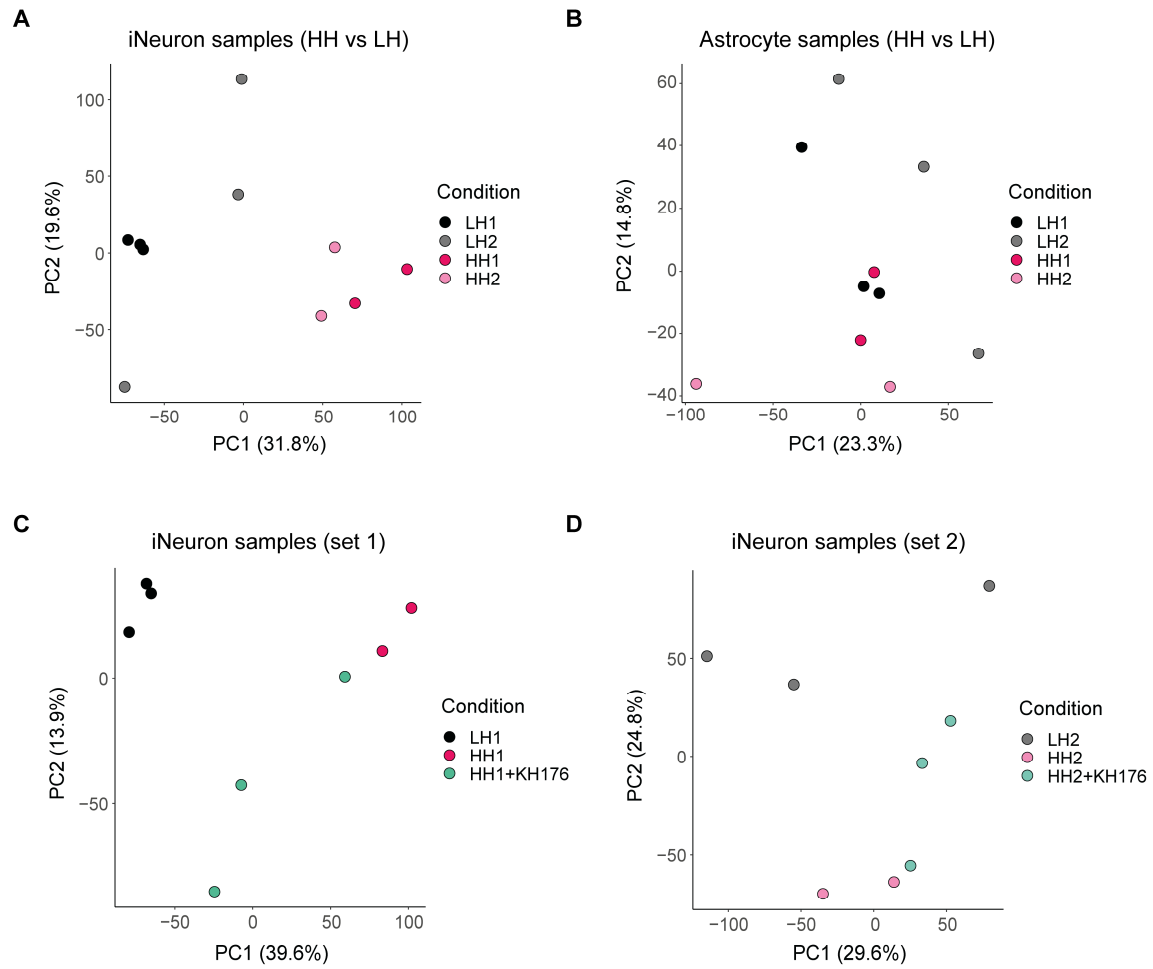 A
iNeuron samples (HH vs LH)
100
50
0
−50
−50
0
50
100
PC2 (19.6%)
PC1 (31.8%)
Condition
LH1
LH2
HH1
HH2
B
Astrocyte samples (HH vs LH)
60
40
20
0
−20
−40
−100
−50
0
50
PC2 (14.8%)
PC1 (23.3%)
Condition
LH1
LH2
HH1
HH2
C
iNeuron samples (set 1)
0
−50
−50
0
50
100
PC2 (13.9%)
PC1 (39.6%)
Condition
LH1
HH1
HH1+KH176
D
iNeuron samples (set 2)
50
0
−50
−100
−50
0
50
PC2 (24.8%)
PC1 (29.6%)
Condition
LH2
HH2
HH2+KH176